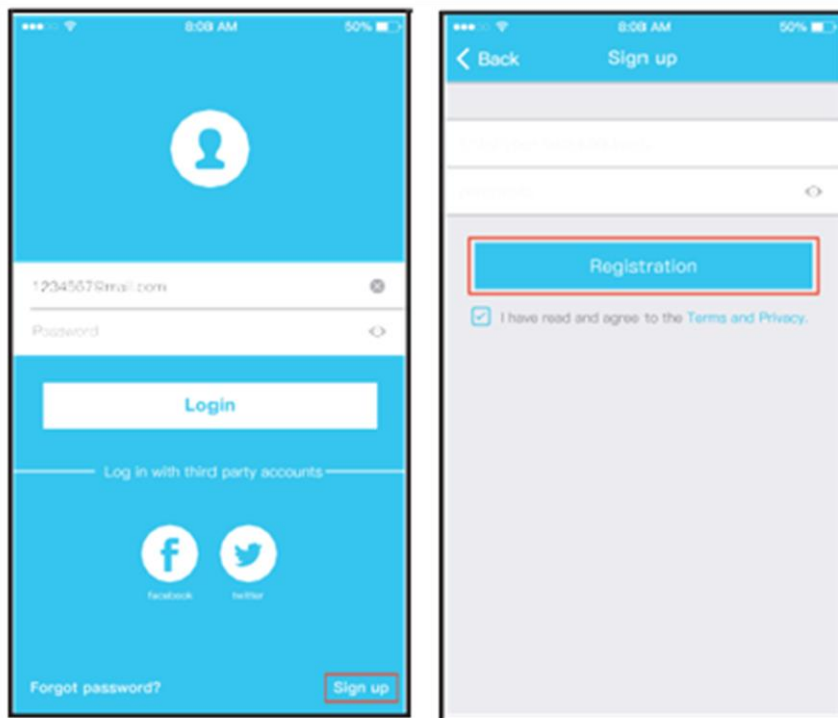 8:08 AM 50%
1234567@mail.com
Password
Login
Log in with third party accounts
facebook twitter
Forgot password? Sign up
8:08 AM 50%
Back Sign up
Registration
I have read and agree to the Terms and Privacy.